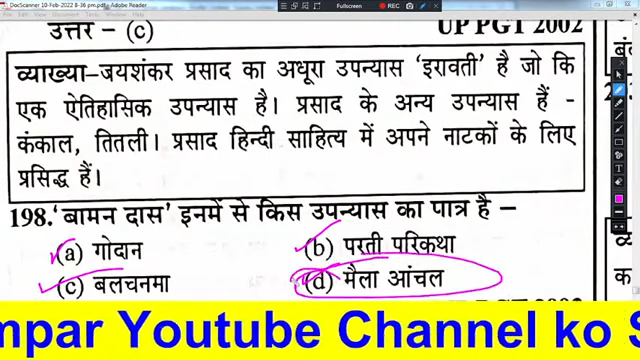 DocScanner 10-Feb-2022 8-36 pm.pdf - Adobe Reader
Fullscreen
REC
उत्तर – (c) UP PGT 2002
व्याख्या–जयशंकर प्रसाद का अधूरा उपन्यास 'इरावती' है जो कि
एक ऐतिहासिक उपन्यास है। प्रसाद के अन्य उपन्यास हैं -
कंकाल, तितली। प्रसाद हिन्दी साहित्य में अपने नाटकों के लिए
प्रसिद्ध हैं।
198. 'बामन दास' इनमें से किस उपन्यास का पात्र है –
(a) गोदान (b) परती परिकथा
(c) बलचनमा (d) मैला आंचल
mpar Youtube Channel ko S